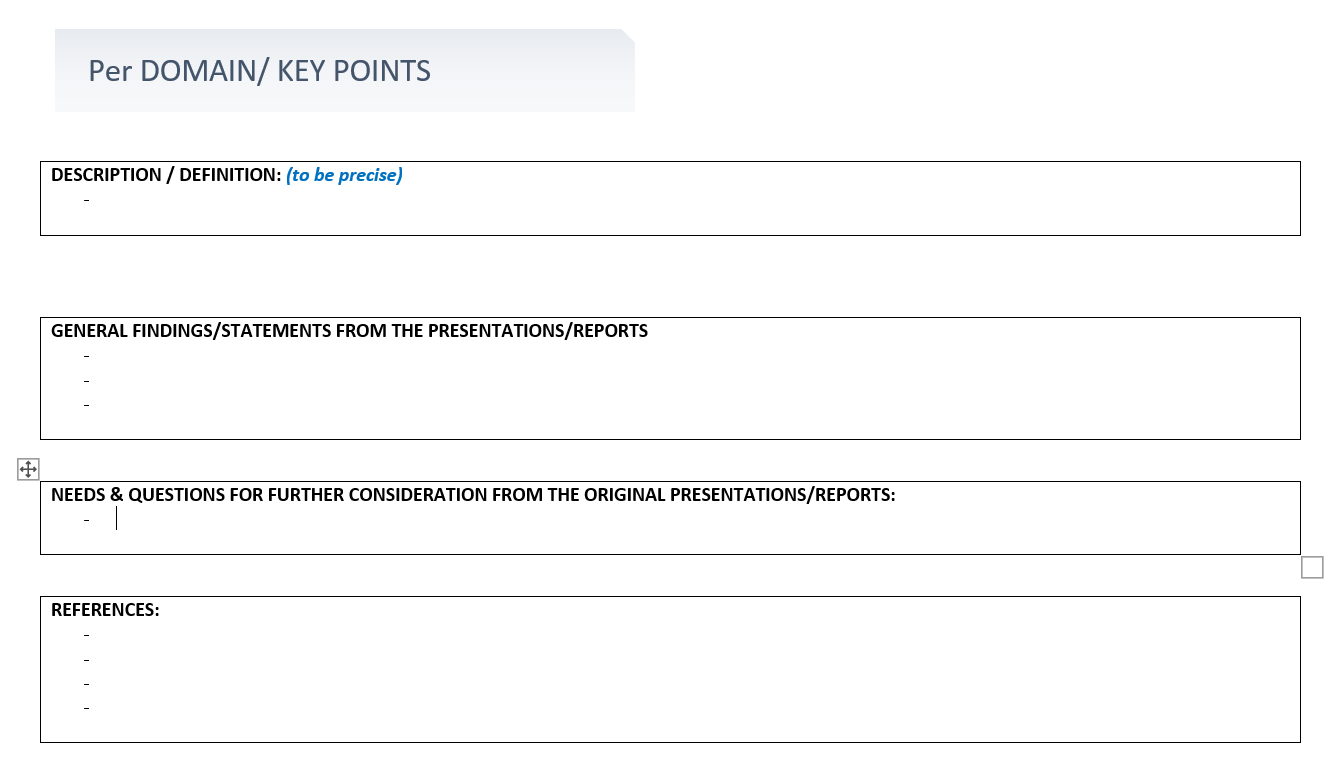 Per DOMAIN/ KEY POINTS
DESCRIPTION / DEFINITION: (to be precise)
-
GENERAL FINDINGS/STATEMENTS FROM THE PRESENTATIONS/REPORTS
-
-
-
NEEDS & QUESTIONS FOR FURTHER CONSIDERATION FROM THE ORIGINAL PRESENTATIONS/REPORTS:
-
REFERENCES:
-
-
-
-